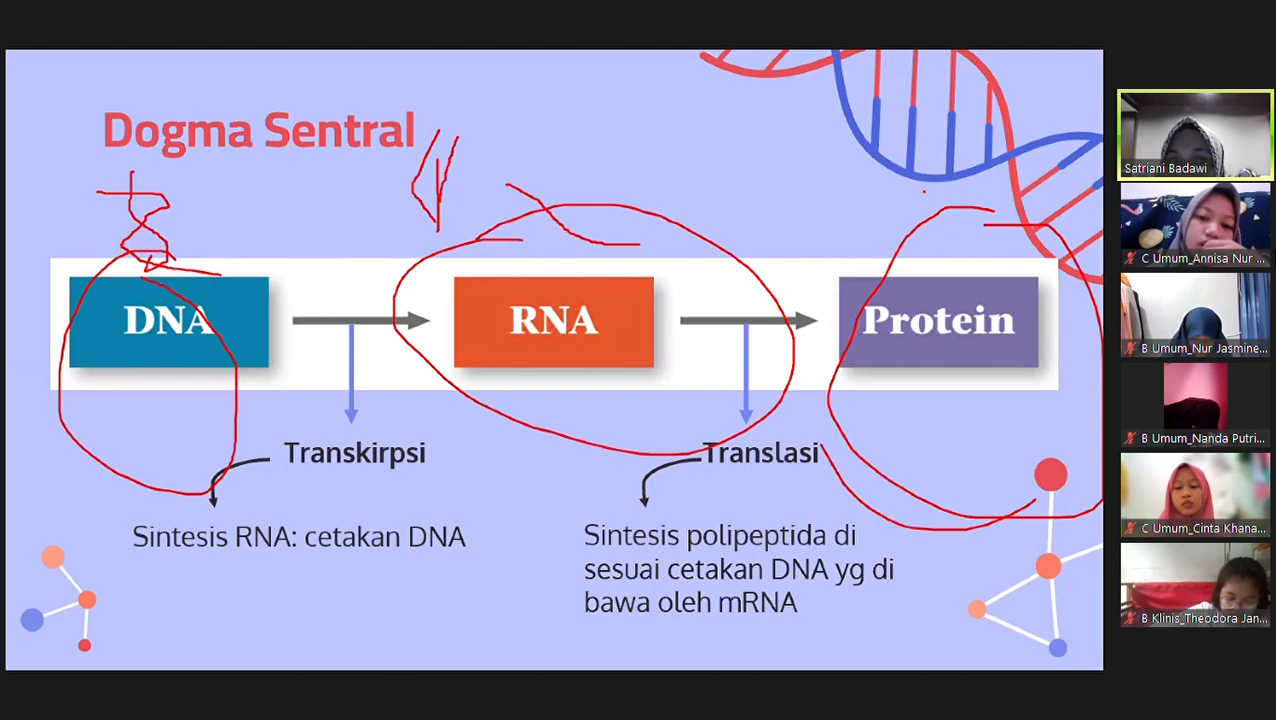 Dogma Sentral
DNA
RNA
Protein
Transkirpsi
Translasi
Sintesis RNA: cetakan DNA
Sintesis polipeptida di
sesuai cetakan DNA yg di
bawa oleh mRNA
Satriani Badawi
C Umum_Annisa Nur ...
B Umum_Nur Jasmine...
B Umum_Nanda Putri...
C Umum_Cinta Khana...
B Klinis_Theodora Jan...